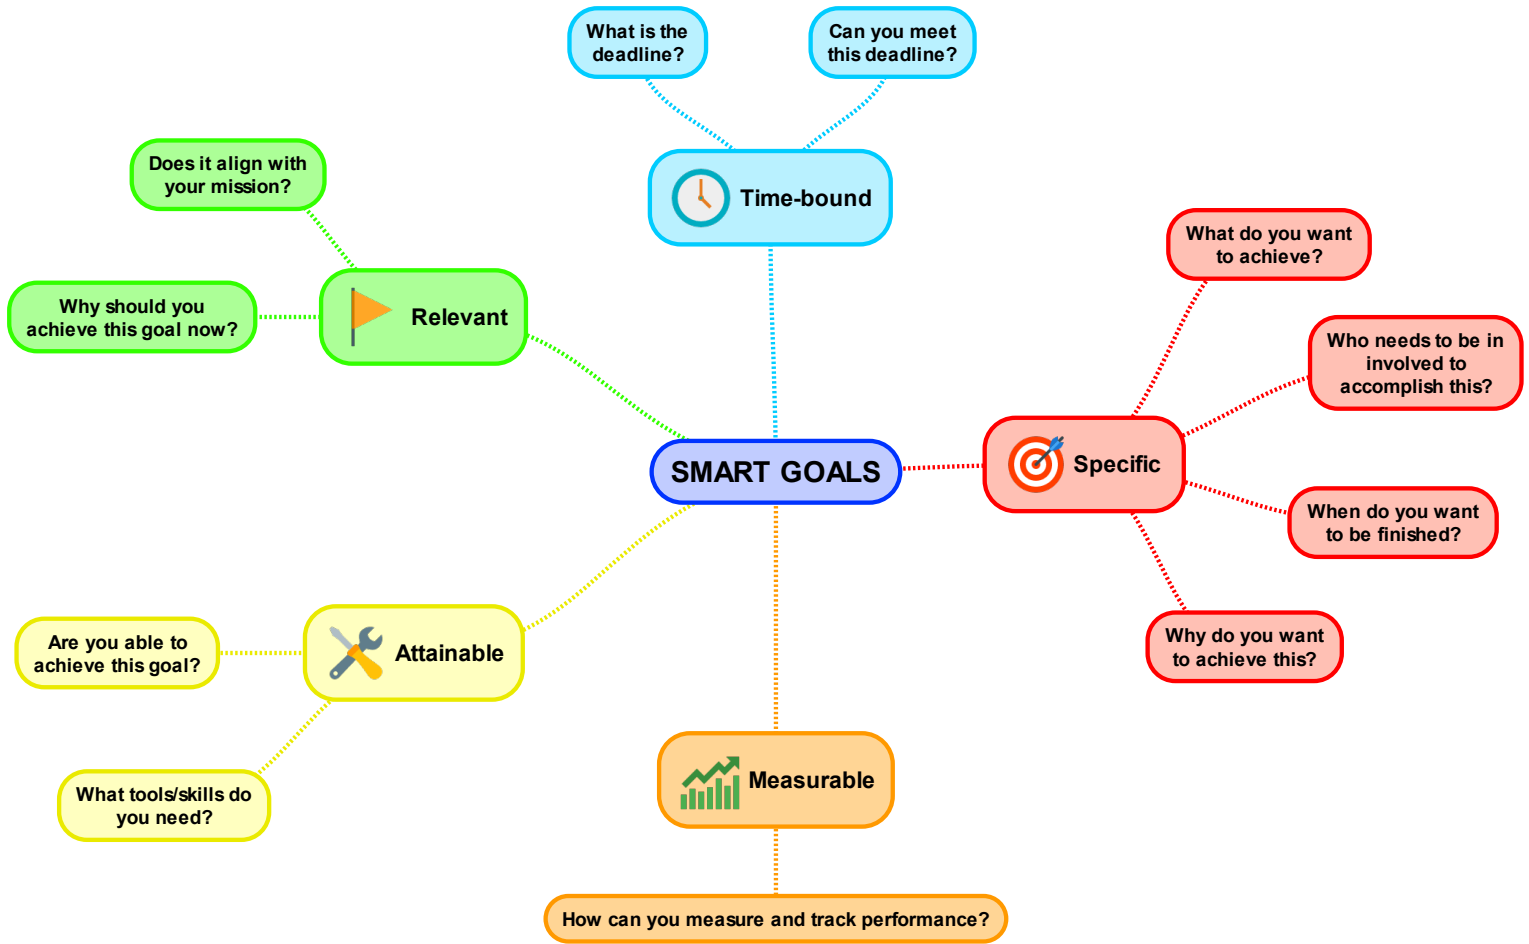 SMART GOALS
Specific
What do you want
to achieve?
Who needs to be in
involved to
accomplish this?
When do you want
to be finished?
Why do you want
to achieve this?
Measurable
How can you measure and track performance?
Attainable
Are you able to
achieve this goal?
What tools/skills do
you need?
Relevant
Does it align with
your mission?
Why should you
achieve this goal now?
Time-bound
What is the
deadline?
Can you meet
this deadline?